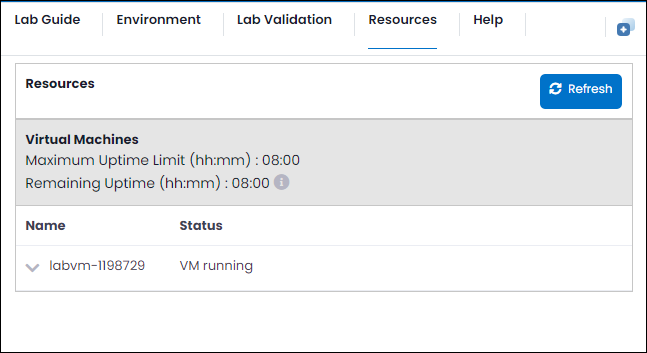 Lab Guide Environment Lab Validation Resources Help
Resources
Refresh
Virtual Machines
Maximum Uptime Limit (hh:mm) : 08:00
Remaining Uptime (hh:mm) : 08:00
Name Status
labvm-1198729 VM running